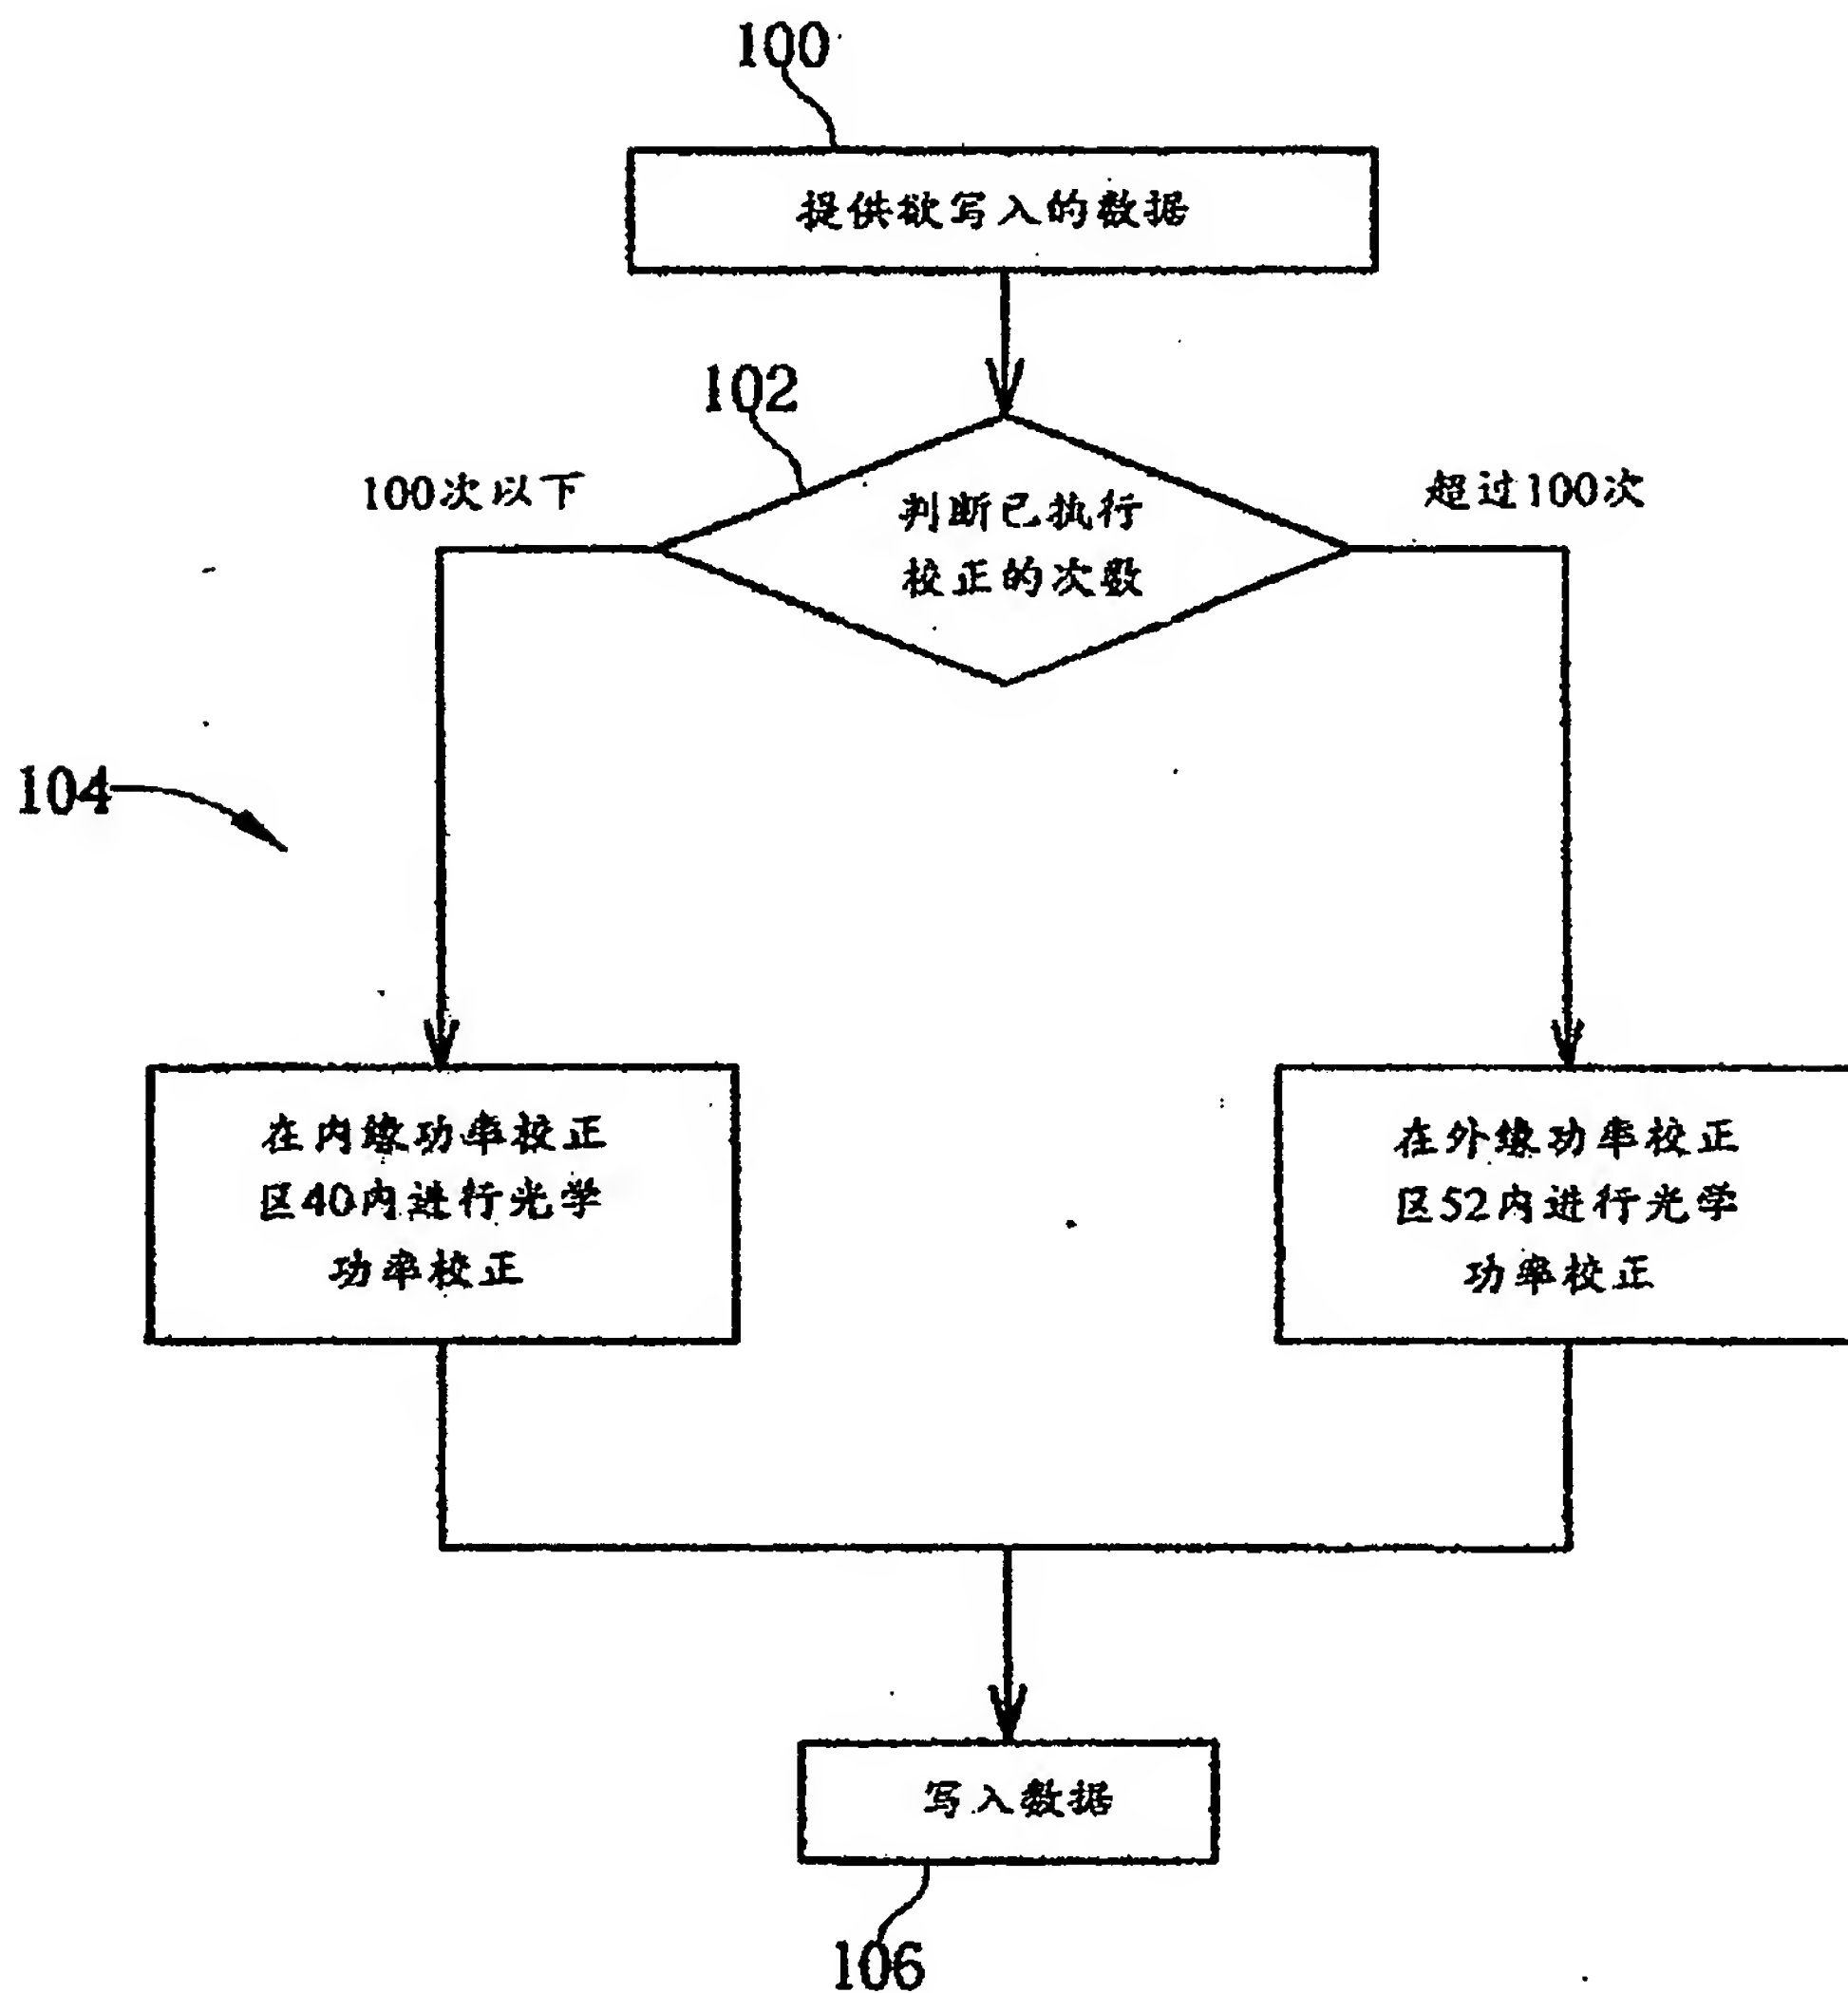 100
提供欲写入的数据
102
100次以下
超过100次
判断已执行
校正的次数
104
在内缘功率校正
区40内进行光学
功率校正
在外缘功率校正
区52内进行光学
功率校正
写入数据
106